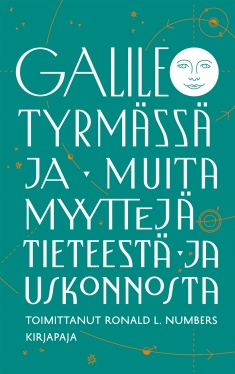 GALILEO
TYRMÄSSÄ
JA · MUITA
MYYTTEJÄ
TIETEESTÄ · JA
USKONNOSTA
TOIMITTANUT RONALD L. NUMBERS
KIRJAPAJA